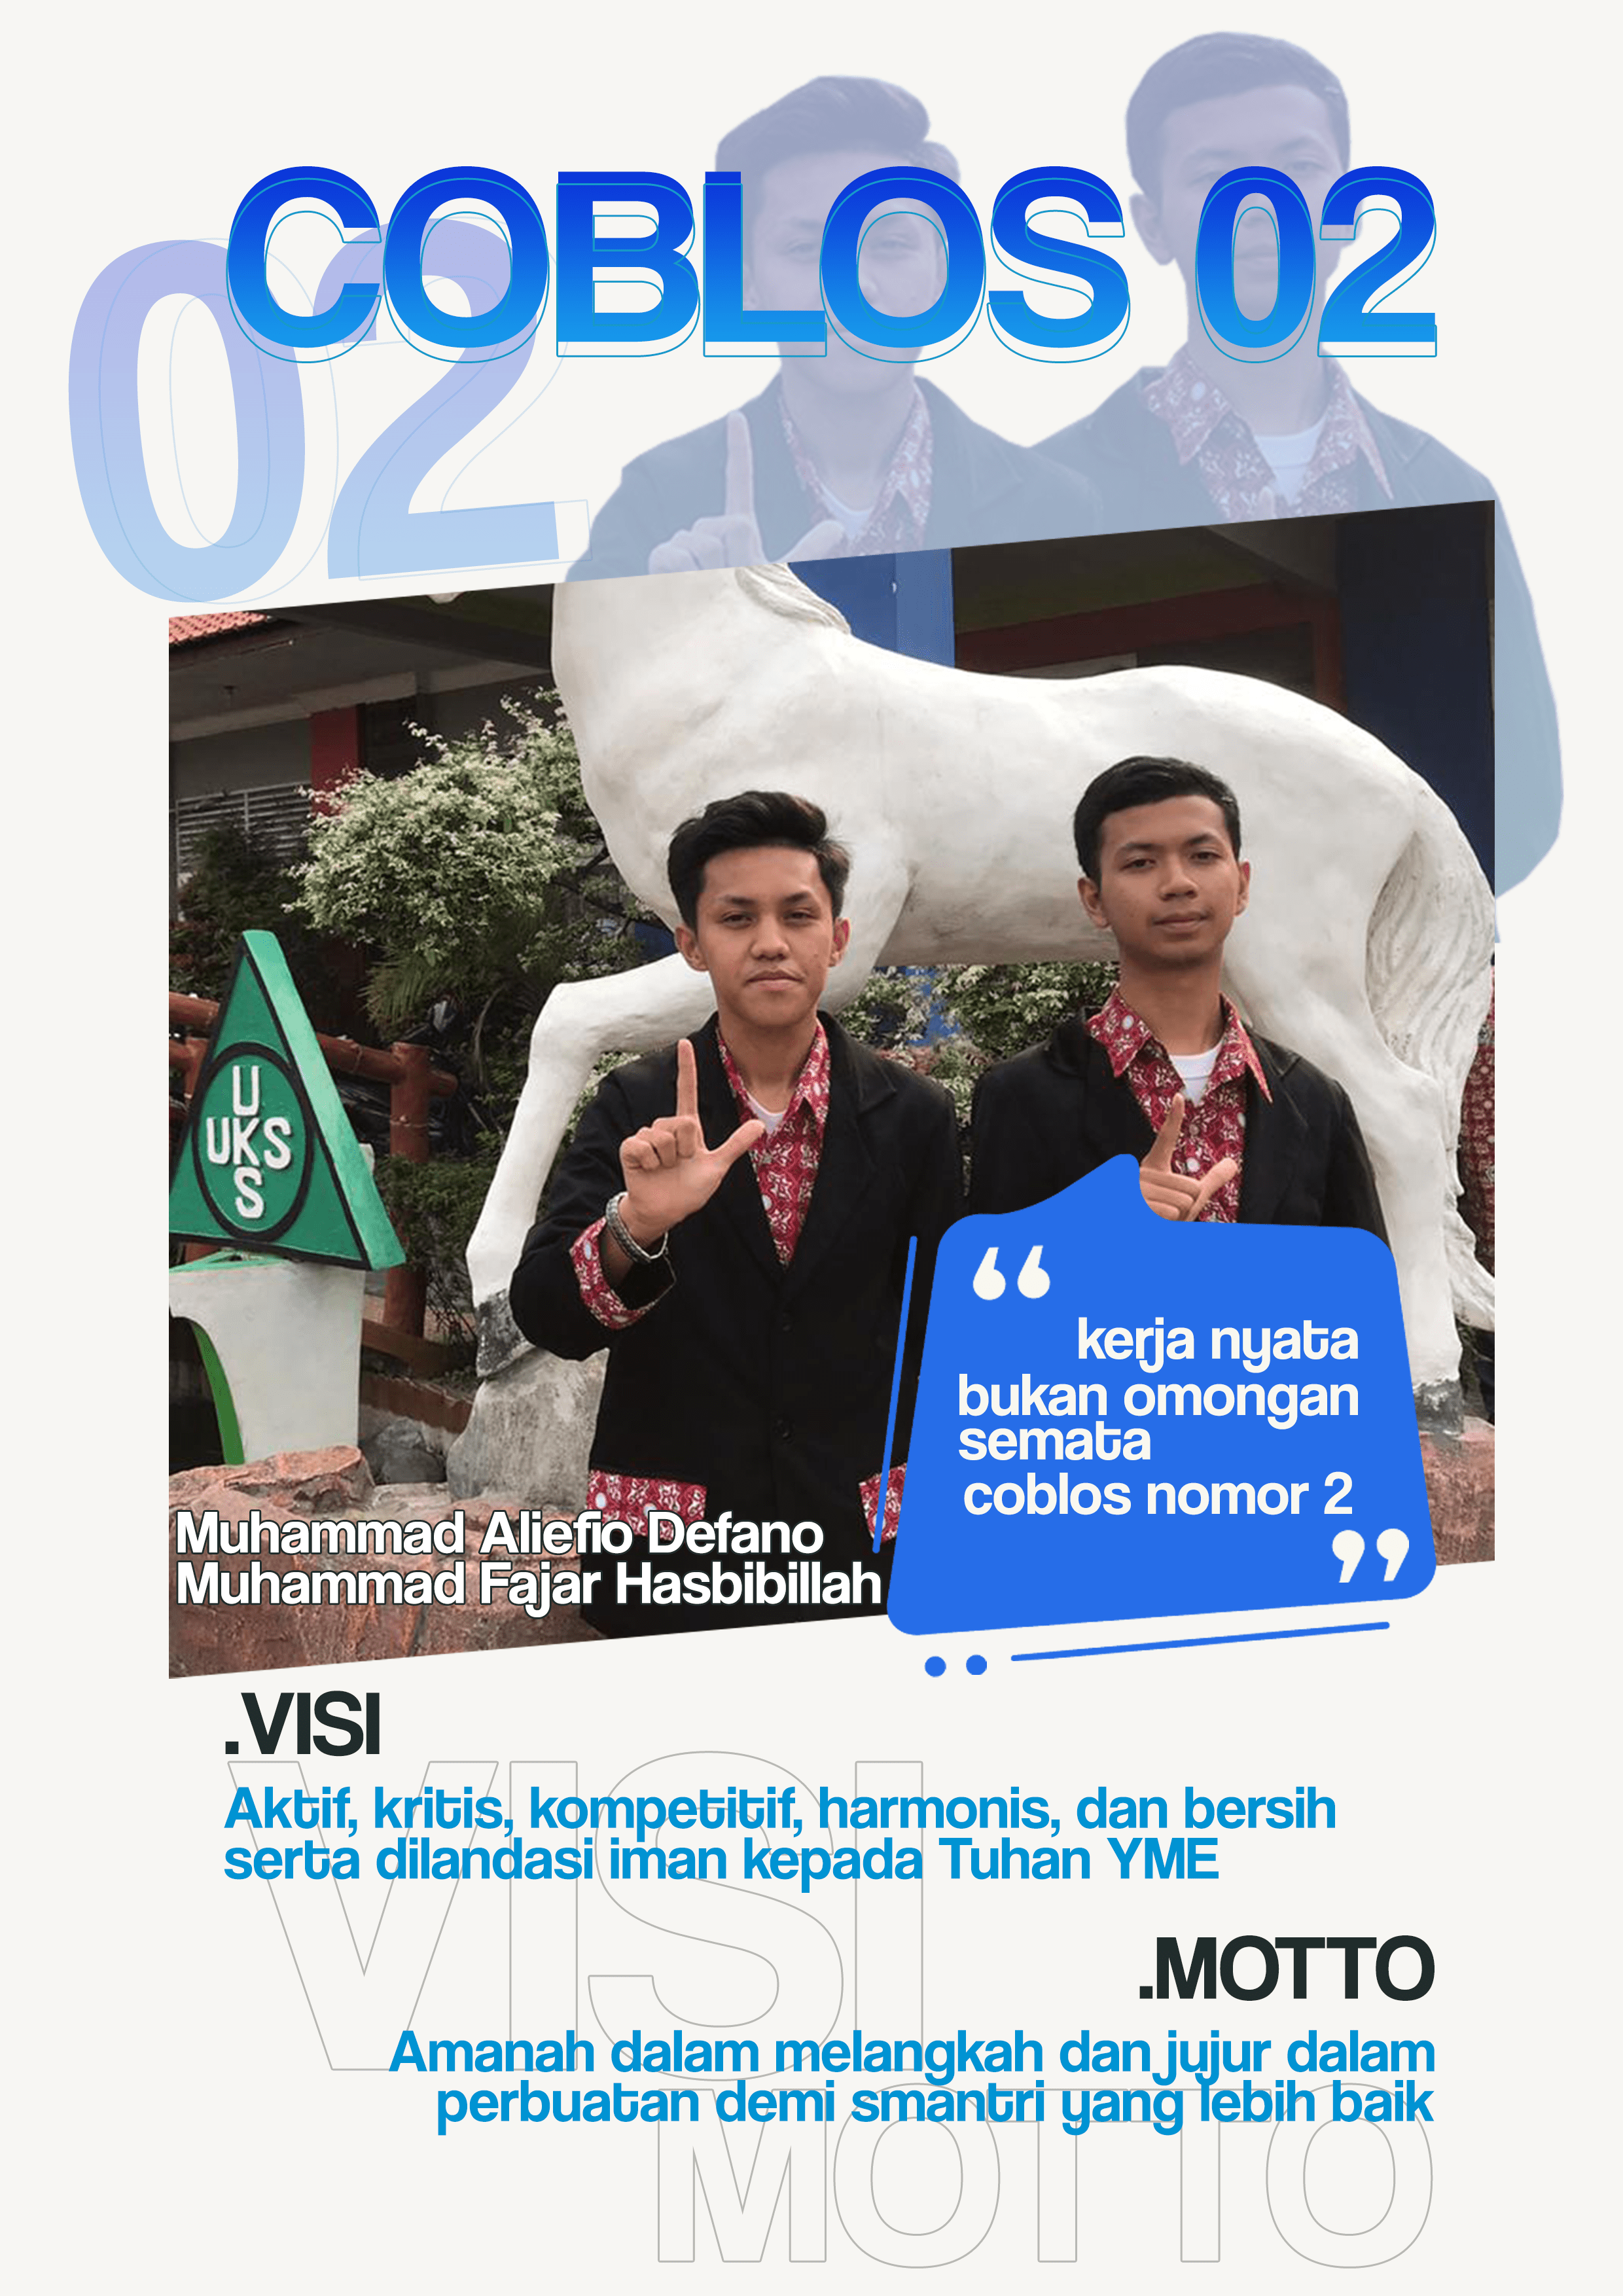 COBLOS 02
02
U
UKS
S
“
kerja nyata
bukan omongan
semata
coblos nomor 2
”
Muhammad Aliefio Defano
Muhammad Fajar Hasbibillah
.VISI
VISI
Aktif, kritis, kompetitif, harmonis, dan bersih
serta dilandasi iman kepada Tuhan YME
.MOTTO
Amanah dalam melangkah dan jujur dalam
perbuatan demi smantri yang lebih baik
MOTTO